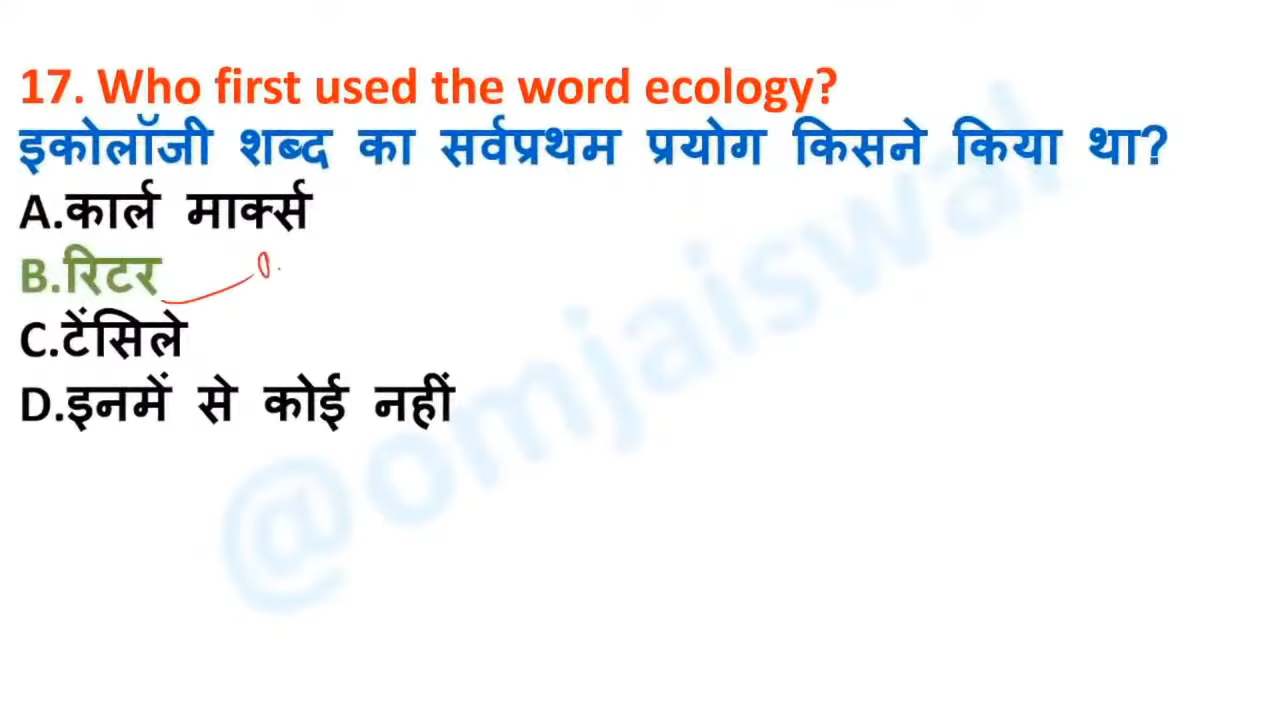 17. Who first used the word ecology?
इकोलॉजी शब्द का सर्वप्रथम प्रयोग किसने किया था?
A.कार्ल मार्क्स
B.रिटर
C.टेंसिले
D.इनमें से कोई नहीं
@omjaiswal